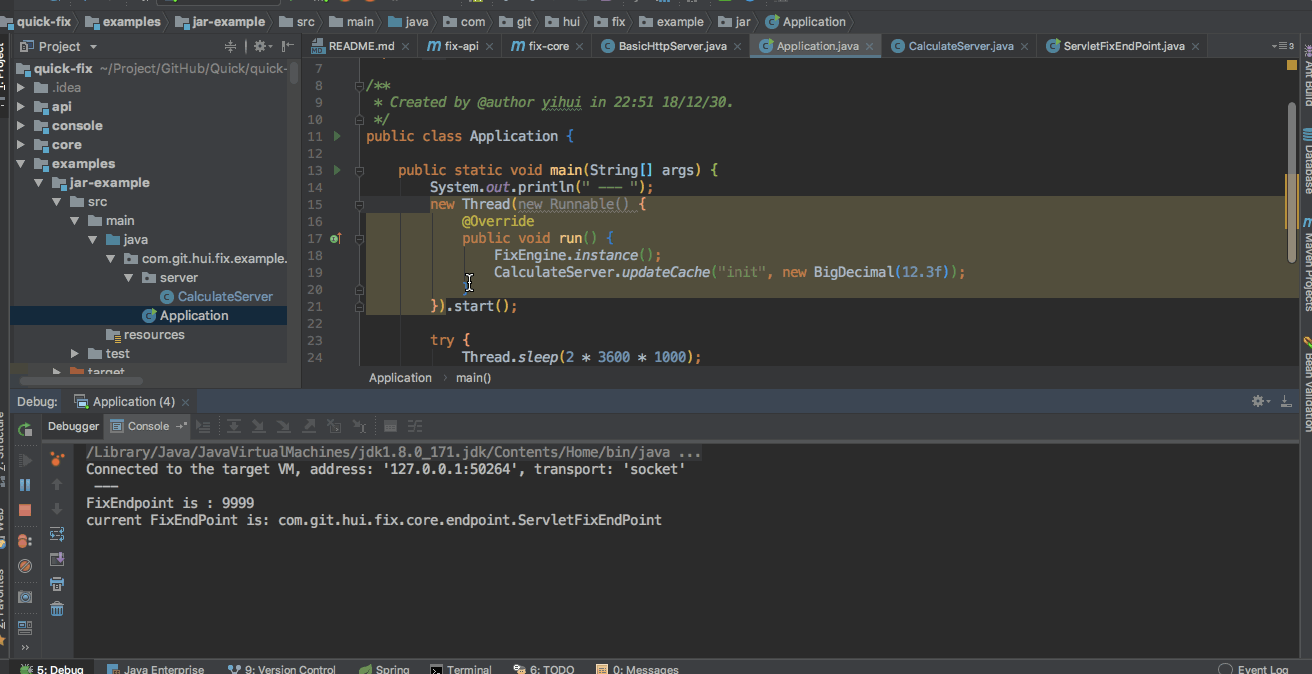 quick-fix examples jar-example src main java com git hui fix example jar Application
Project
README.md fix-api fix-core BasicHttpServer.java Application.java CalculateServer.java ServletFixEndPoint.java 3
quick-fix ~/Project/GitHub/Quick/quick-
.idea
api
console
core
examples
jar-example
src
main
java
com.git.hui.fix.example.
server
CalculateServer
Application
resources
test
target
7
8 /**
9 * Created by @author yihui in 22:51 18/12/30.
10 */
11 public class Application {
12
13 public static void main(String[] args) {
14 System.out.println(" --- ");
15 new Thread(new Runnable() {
16 @Override
17 public void run() {
18 FixEngine.instance();
19 CalculateServer.updateCache("init", new BigDecimal(12.3f));
20 }
21 }).start();
22
23 try {
24 Thread.sleep(2 * 3600 * 1000);
Application main()
Ant Build
Database
Maven Projects
Bean Validation
Debug: Application (4)
Debugger Console
/Library/Java/JavaVirtualMachines/jdk1.8.0_171.jdk/Contents/Home/bin/java ...
Connected to the target VM, address: '127.0.0.1:50264', transport: 'socket'
---
FixEndpoint is : 9999
current FixEndPoint is: com.git.hui.fix.core.endpoint.ServletFixEndPoint
5: Debug Java Enterprise 9: Version Control Spring Terminal 6: TODO 0: Messages Event Log